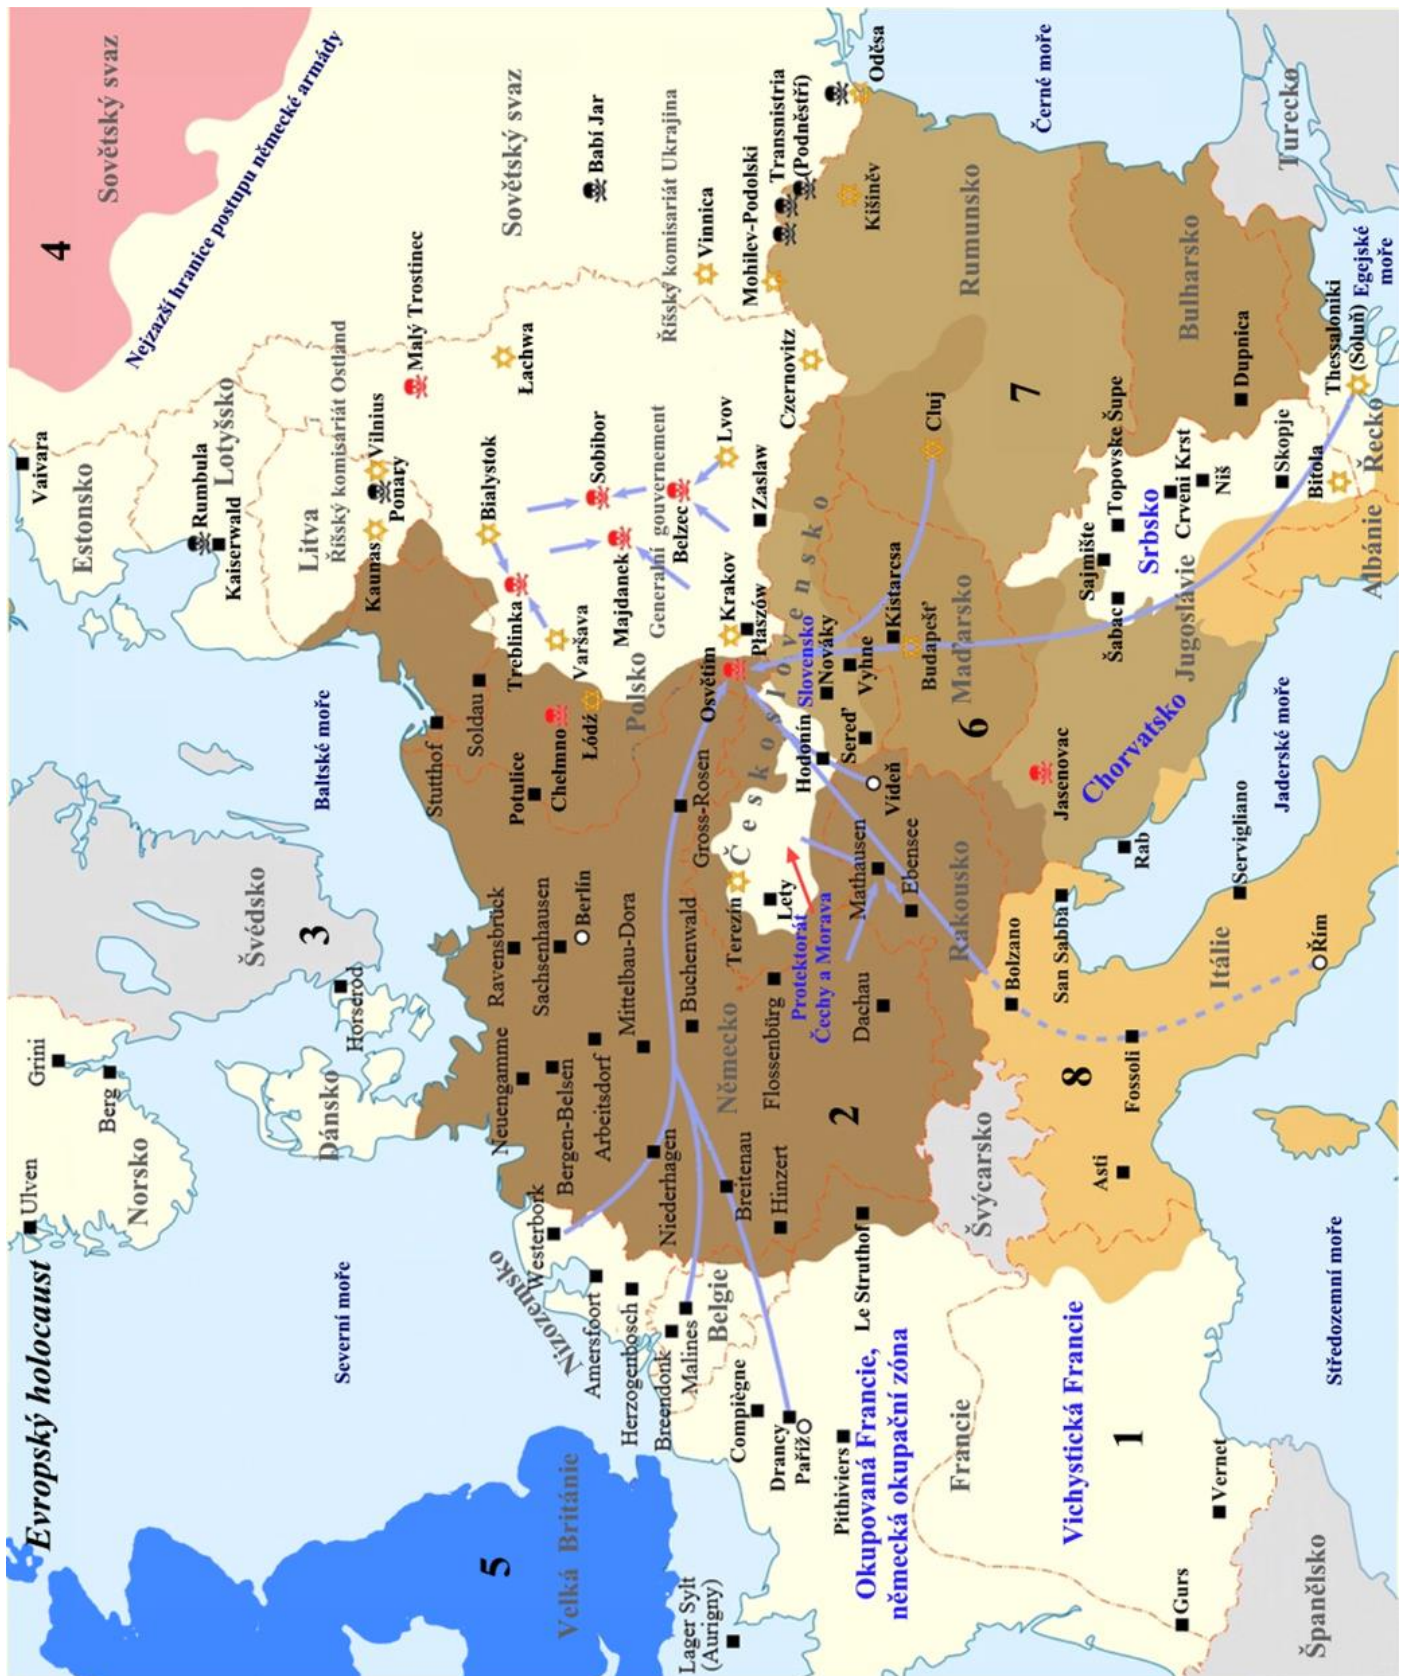 Evropský holocaust
Ulven
Grini
Berg
Norsko
Švédsko
3
Horserod
Dánsko
Severní moře
Baltské moře
Vaivara
Estonsko
Rumbula
Lotyšsko
Kaiserwald
Litva
Říšský komisariát Ostland
Vilnius
Kaunas
Ponary
4
Sovětský svaz
Nejzazší hranice postupu německé armády
Malý Trostinec
Sovětský svaz
Babí Jar
Łachwa
Říšský komisariát Ukrajina
Vinnica
Mohilev-Podolski
Transnistria
(Podněstří)
Oděsa
Kišiněv
Czernovitz
5
Velká Británie
Lager Sylt
(Aurigny)
Nizozemsko
Westerbork
Amersfoort
Herzogenbosch
Breendonk
Malines
Belgie
Compiègne
Drancy
Paříž
Pithiviers
Le Struthof
Okupovaná Francie,
německá okupační zóna
Francie
Vichystická Francie
1
Vernet
Gurs
Španělsko
Středozemní moře
Neuengamme
Ravensbrück
Sachsenhausen
Berlín
Bergen-Belsen
Arbeitsdorf
Mittelbau-Dora
Niederhagen
Buchenwald
Německo
Breitenau
Hinzert
Flossenbürg
2
Dachau
Stutthof
Soldau
Potulice
Chelmno
Łódź
Gross-Rosen
Polsko
Treblinka
Varšava
Bialystok
Sobibor
Majdanek
Belzec
Generalní gouvernement
Lvov
Zaslaw
Krakov
Płaszów
Osvětim
Československo
Terezín
Lety
Protektorát
Čechy a Morava
Hodonín
Slovensko
Nováky
Sereď
Vyhne
Vídeň
Mathausen
Ebensee
Rakousko
Kistarcsa
Budapešť
Maďarsko
6
Cluj
7
Rumunsko
Černé moře
Bulharsko
Dupnica
Turecko
Švýcarsko
8
Bolzano
San Sabba
Fossoli
Asti
Itálie
Řím
Servigliano
Jaderské moře
Rab
Jasenovac
Chorvatsko
Jugoslávie
Šabac
Sajmište
Topovske Šupe
Srbsko
Crveni Krst
Niš
Skopje
Bitola
Albánie
Řecko
Thessaloniki
(Soluň)
Egejské
moře